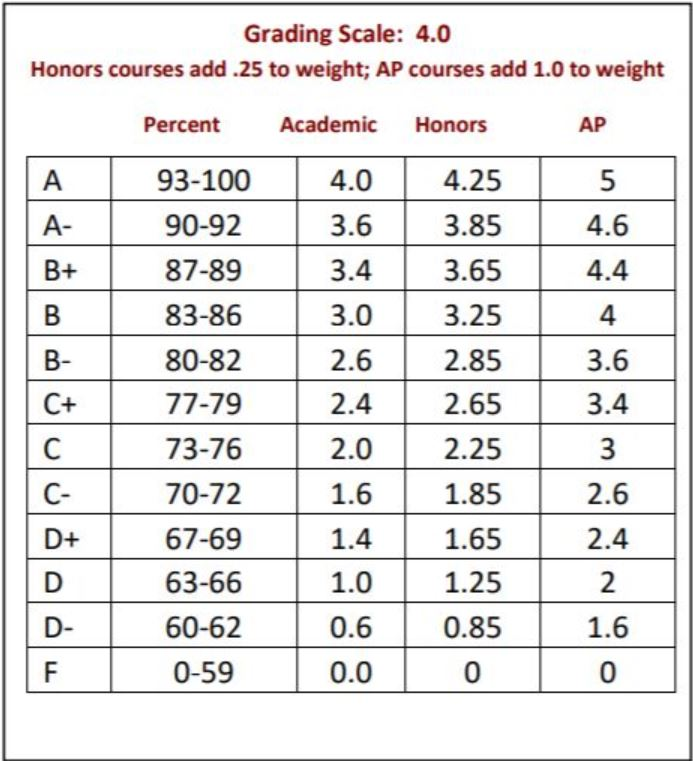 Grading Scale: 4.0
Honors courses add .25 to weight; AP courses add 1.0 to weight
Percent Academic Honors AP
A 93-100 4.0 4.25 5
A- 90-92 3.6 3.85 4.6
B+ 87-89 3.4 3.65 4.4
B 83-86 3.0 3.25 4
B- 80-82 2.6 2.85 3.6
C+ 77-79 2.4 2.65 3.4
C 73-76 2.0 2.25 3
C- 70-72 1.6 1.85 2.6
D+ 67-69 1.4 1.65 2.4
D 63-66 1.0 1.25 2
D- 60-62 0.6 0.85 1.6
F 0-59 0.0 0 0